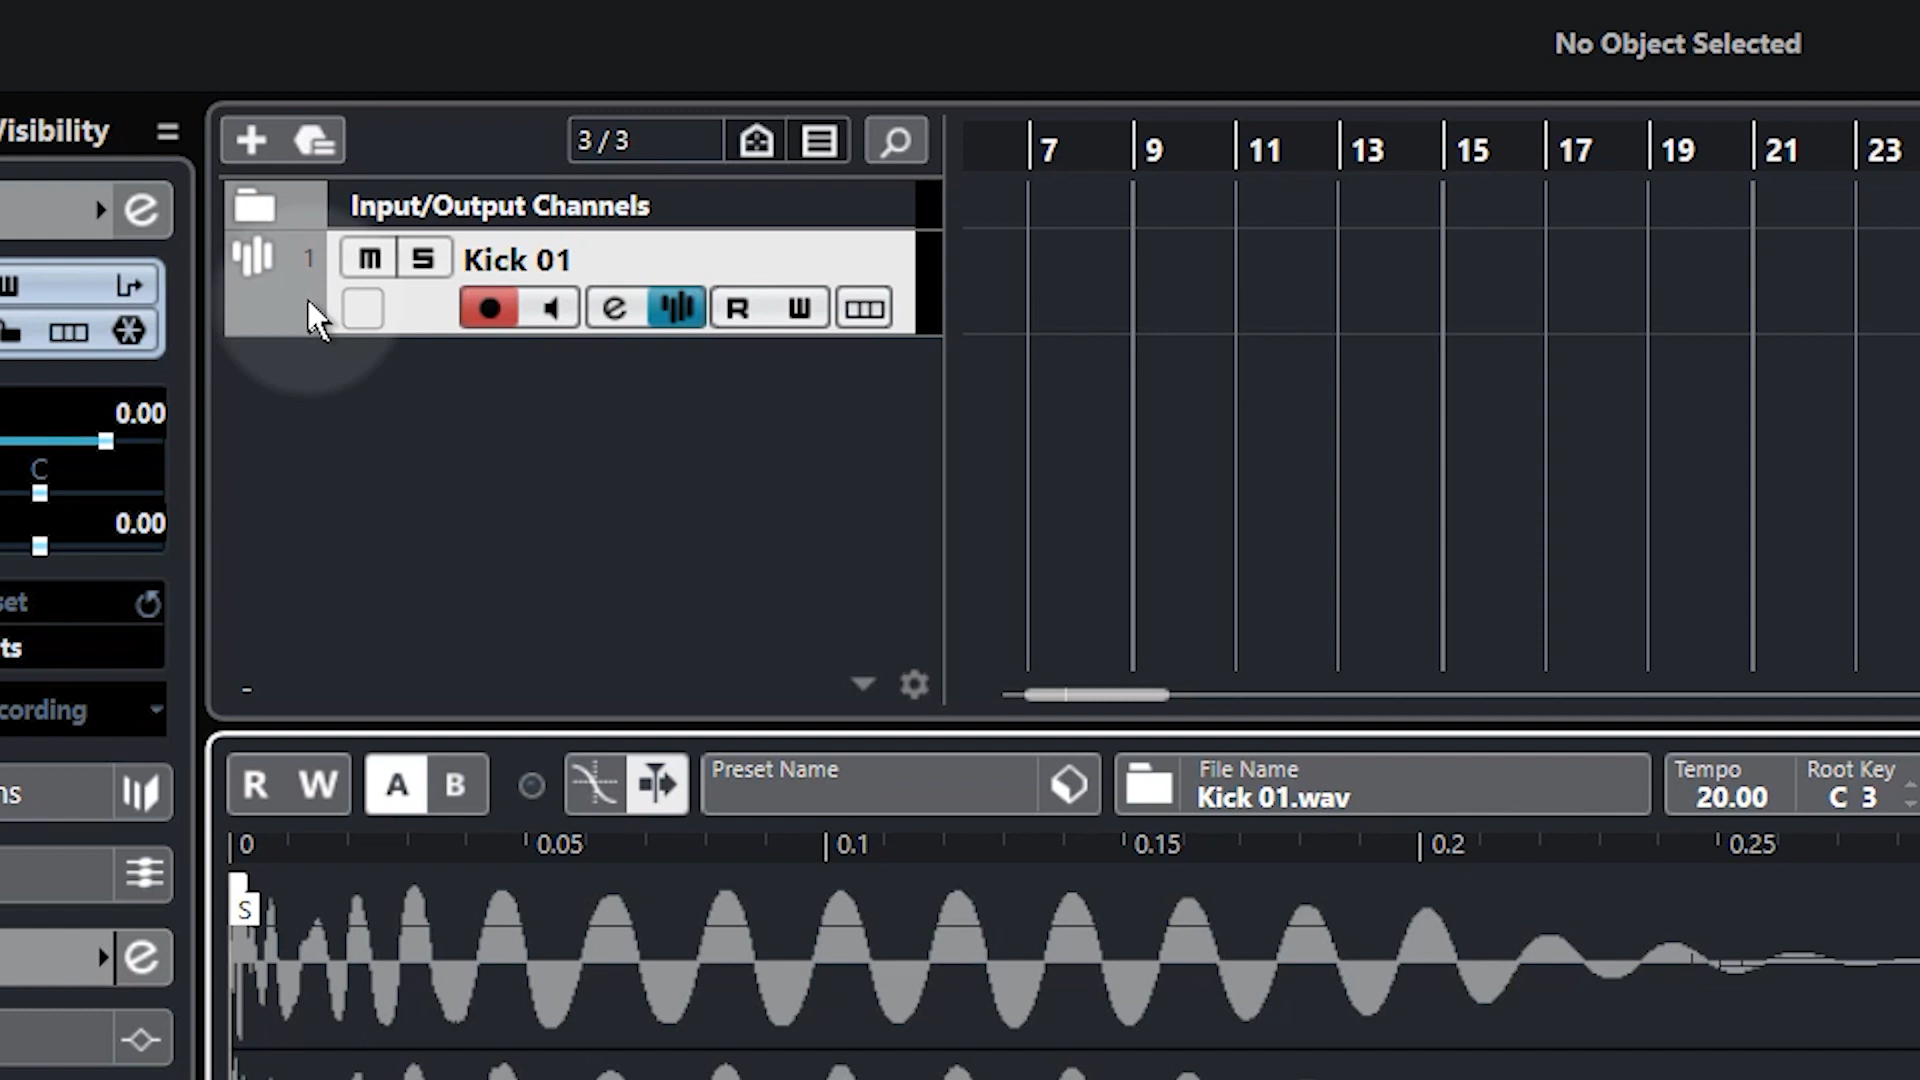 No Object Selected
Visibility
3 / 3
7 9 11 13 15 17 19 21 23
e
Input/Output Channels
1 m S Kick 01
e R W
W
0.00
C
0.00
set
ts
cording
-
R W A B Preset Name File Name Tempo Root Key
Kick 01.wav 20.00 C 3
ns
0 0.05 0.1 0.15 0.2 0.25
S
e